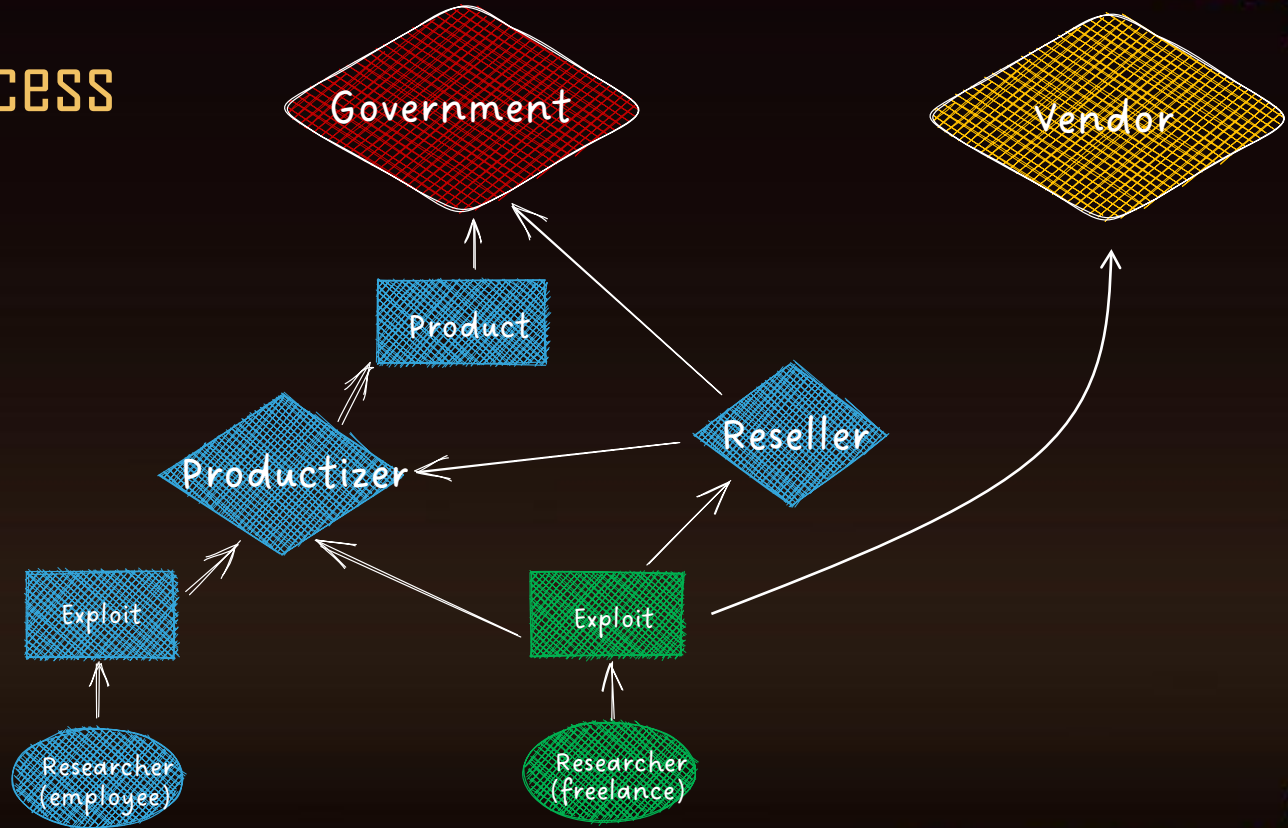 cess
Government
Vendor
Product
Reseller
Productizer
Exploit
Exploit
Researcher
(employee)
Researcher
(freelance)